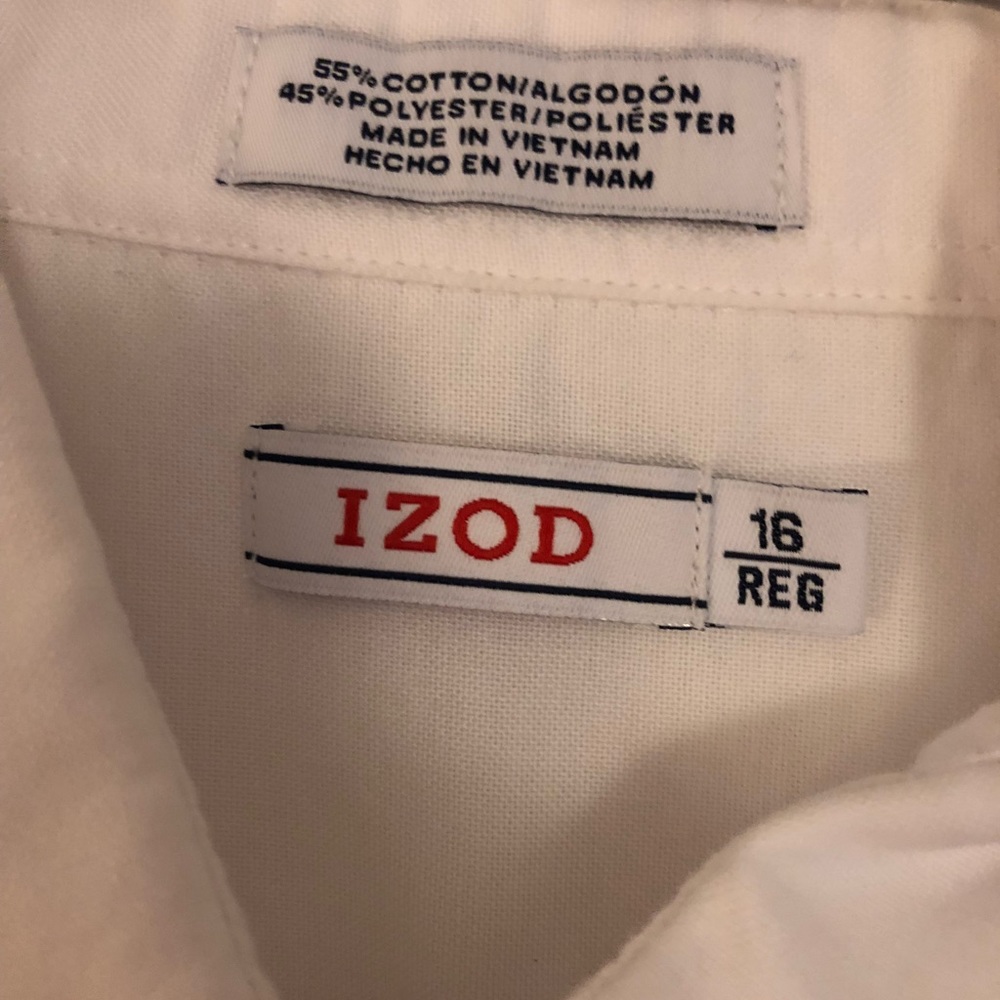 55% COTTON/ALGODÓN
45% POLYESTER/POLIÉSTER
MADE IN VIETNAM
HECHO EN VIETNAM
IZOD
16
REG